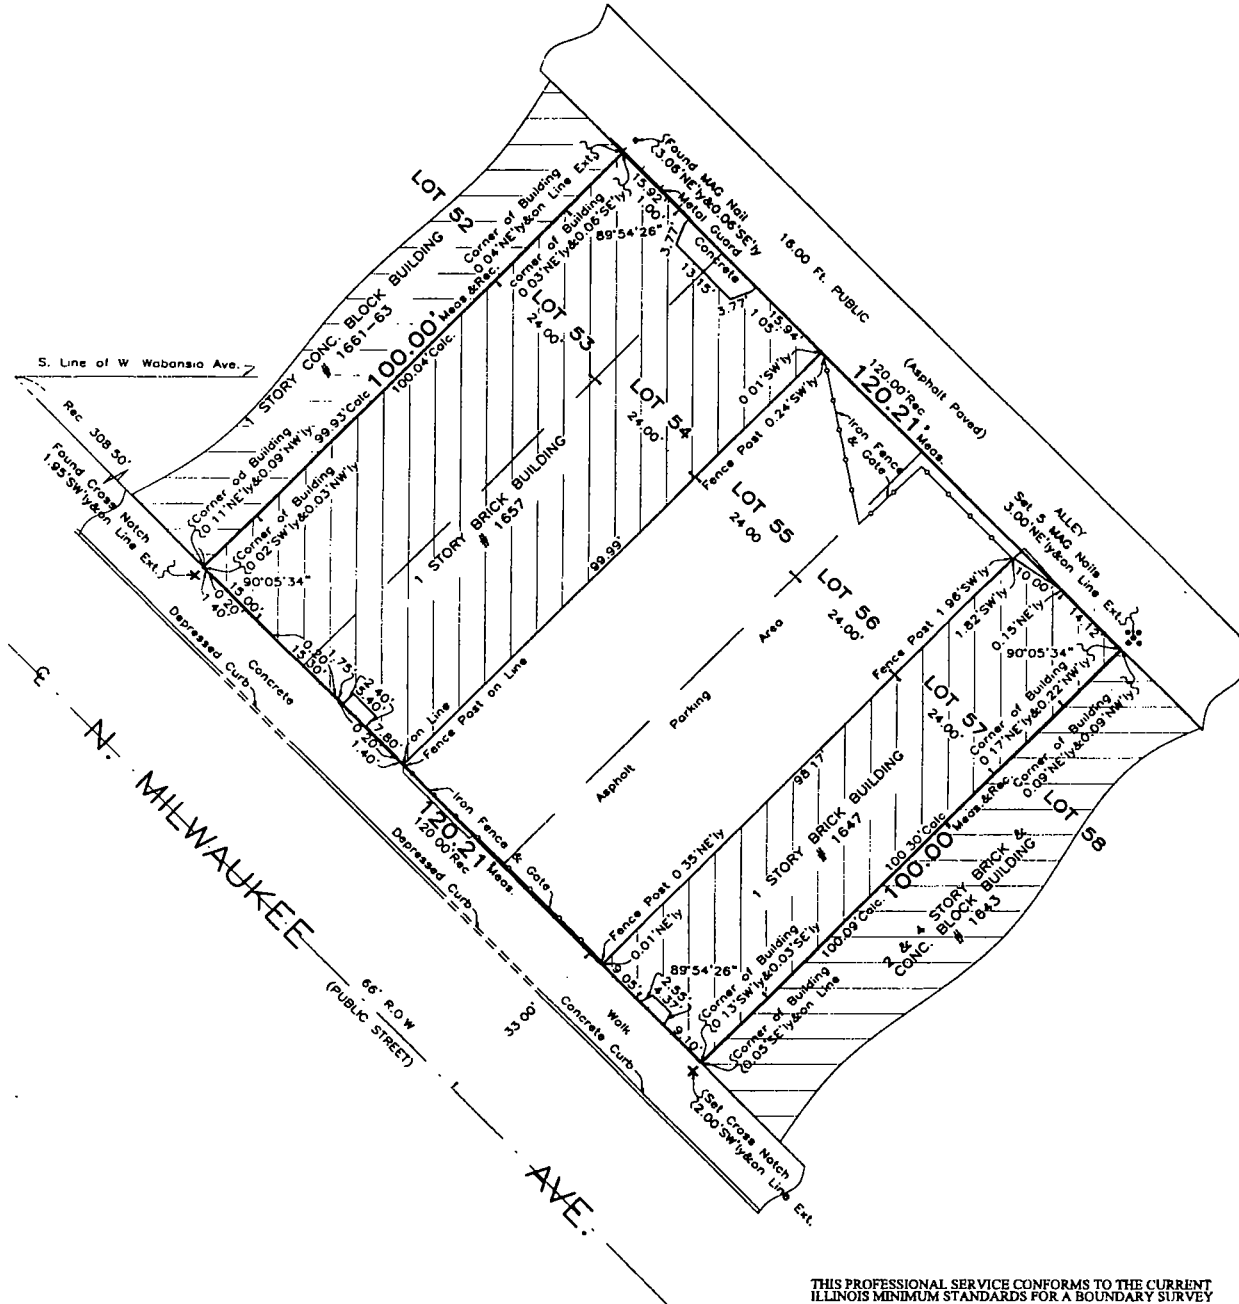 LOT 52
1 STORY CONC. BLOCK BUILDING
# 1661-63
Corner of Building
0.04'NE'ly&on Line Ext.
corner of Building
0.03'NE'ly&0.06'SE'ly
Found MAG Nail
3.06'NE'ly&0.06'SE'ly
15.92'
Metal Guard
1.00'
89°54'26"
3.77'
Concrete
13.15'
3.77'
1.05'
15.94'
16.00 Ft. PUBLIC
(Asphalt Paved)
ALLEY
100.00' Meas.&Rec.
99.93'Calc
100.04'Calc.
S. Line of W Wabansia Ave.
Rec 308 50'
Found Cross Notch
1.95'SW'ly&on Line Ext.
Corner od Building
0 11'NE'ly&0.09'NW'ly.
Corner of Building
0 02'SW'ly&0.03'NW'ly
90°05'34"
LOT 53
24.00'
LOT 54
24.00'
0.01'SW'ly
Fence Post 0.24'SW'ly
120.00'Rec
120.21' Meas.
Iron Fence
& Gate
1 STORY BRICK BUILDING
# 1657
99.99'
LOT 55
24 00
LOT 56
24.00'
Set 5 MAG Nails
3.00'NE'ly&on Line Ext.
Fence Post 1.96'SW'ly
1.82'SW'ly
10 00'
0.15'NE'ly
14.12'
90°05'34"
0.20'
1.40'
15.00'
0.20'
15.30'
1.75'
2.40'
5.40'
7.80'
0 20'
1.40'
Depressed Curb
Concrete
on Line
Fence Post on Line
Asphalt Parking Area
Iron Fence & Gate
120.21' Meas.
120 00'Rec
Depressed Curb
LOT 57
24.00'
98 17'
1 STORY BRICK BUILDING
# 1647
Corner of Building
0 17'NE'ly&0.22'NW'ly
Corner of Building
0.09'NE'ly&0.09'NW'ly
LOT 58
100.30'Calc
100.00' Meas.&Rec.
100.09'Calc.
2 & 4 STORY BRICK &
CONC. BLOCK BUILDING
# 1643
Fence Post 0 35'NE'ly
0.01'NE'ly
89°54'26"
9.05'
2.55'
4.37'
9.10'
Corner of Building
0 13'SW'ly&0.03'SE'ly
Corner of Building
0.05'SE'ly&on Line
Walk
Concrete Curb
33 00'
Set Cross Notch
2.00'SW'ly&on Line Ext.
N. MILWAUKEE AVE.
66' R.O.W
(PUBLIC STREET)
THIS PROFESSIONAL SERVICE CONFORMS TO THE CURRENT
ILLINOIS MINIMUM STANDARDS FOR A BOUNDARY SURVEY